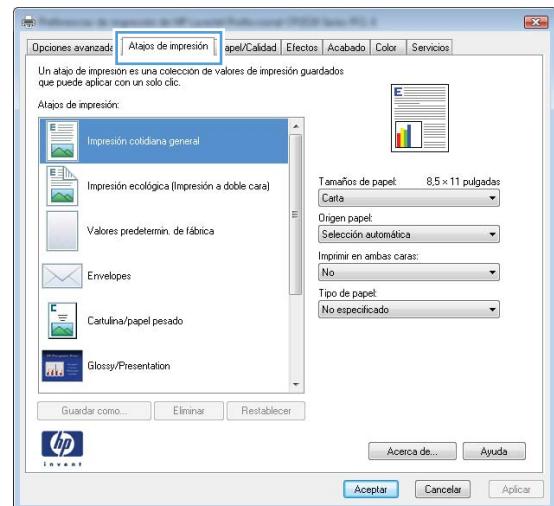 Opciones avanzada Atajos de impresión apel/Calidad Efectos Acabado Color Servicios
Un atajo de impresión es una colección de valores de impresión guardados
que puede aplicar con un solo clic.
Atajos de impresión:
Impresión cotidiana general
Impresión ecológica (Impresión a doble cara)
Valores predetermin. de fábrica
Envelopes
Cartulina/papel pesado
Glossy/Presentation
E
Tamaños de papel: 8,5 × 11 pulgadas
Carta
Origen papel:
Selección automática
Imprimir en ambas caras:
No
Tipo de papel:
No especificado
Guardar como... Eliminar Restablecer
hp
invent
Acerca de... Ayuda
Aceptar Cancelar Aplicar